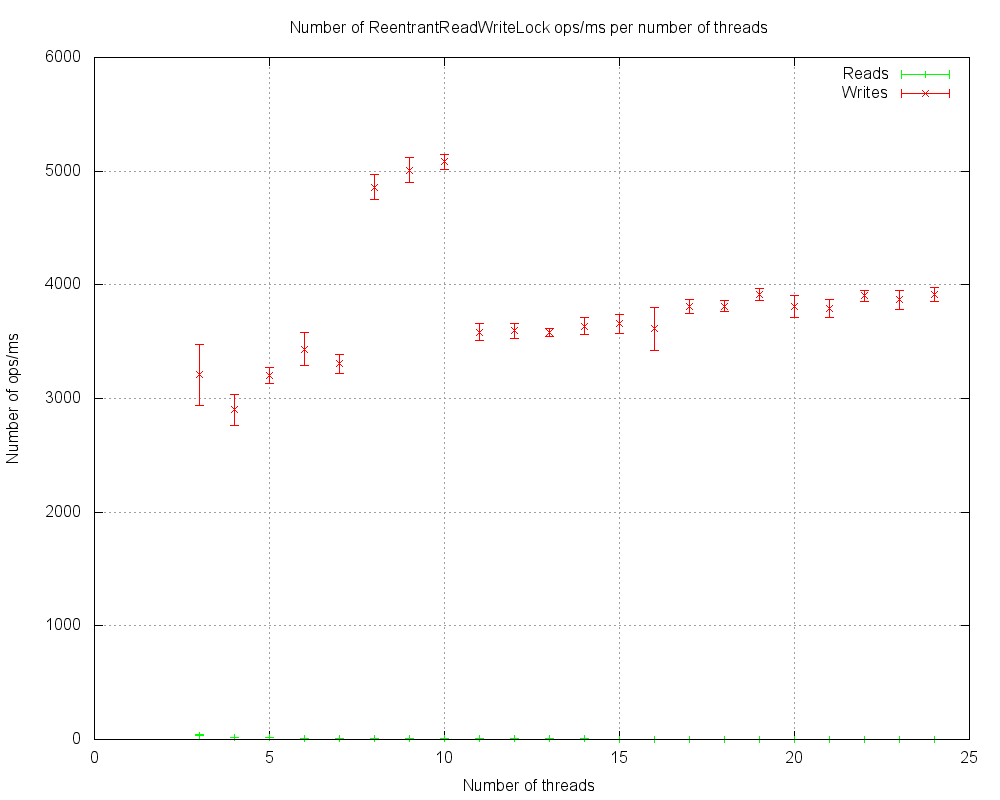 Number of ReentrantReadWriteLock ops/ms per number of threads
Reads
Writes
6000
5000
4000
3000
2000
1000
0
Number of ops/ms
0 5 10 15 20 25
Number of threads